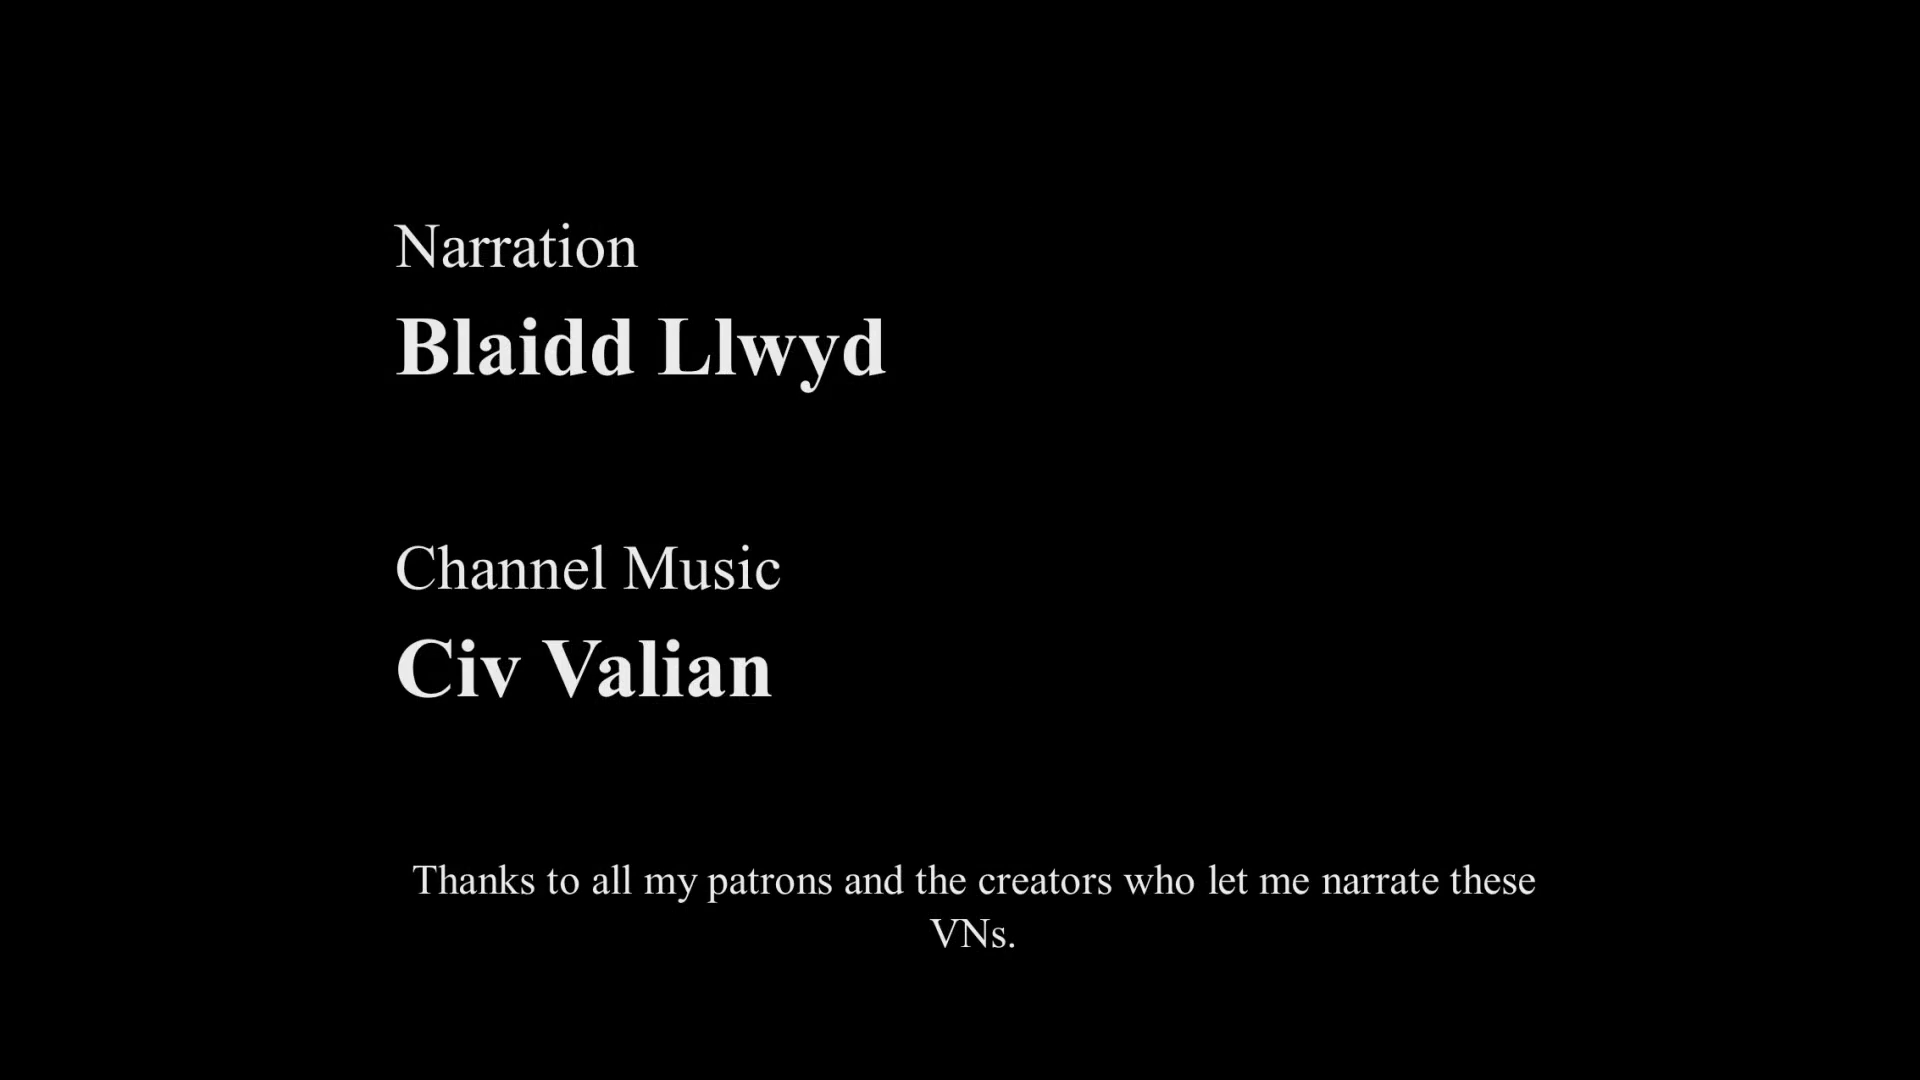 Narration
Blaidd Llwyd
Channel Music
Civ Valian
Thanks to all my patrons and the creators who let me narrate these
VNs.